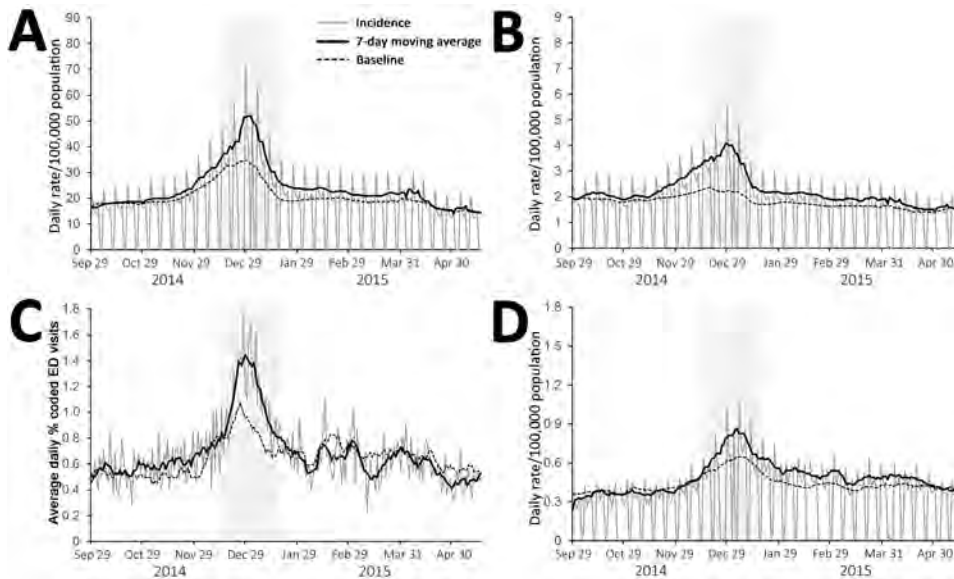 A
Daily rate/100,000 population
90
80
70
60
50
40
30
20
10
0
Incidence
7-day moving average
Baseline
Sep 29 Oct 29 Nov 29 Dec 29 Jan 29 Feb 29 Mar 31 Apr 30
2014 2015
B
Daily rate/100,000 population
9
8
7
6
5
4
3
2
1
0
Sep 29 Oct 29 Nov 29 Dec 29 Jan 29 Feb 29 Mar 31 Apr 30
2014 2015
C
Average daily % coded ED visits
1.8
1.6
1.4
1.2
1.0
0.8
0.6
0.4
0.2
0
Sep 29 Oct 29 Nov 29 Dec 29 Jan 29 Feb 29 Mar 31 Apr 30
2014 2015
D
Daily rate/100,000 population
1.8
1.5
1.2
0.9
0.6
0.3
0
Sep 29 Oct 29 Nov 29 Dec 29 Jan 29 Feb 29 Mar 31 Apr 30
2014 2015